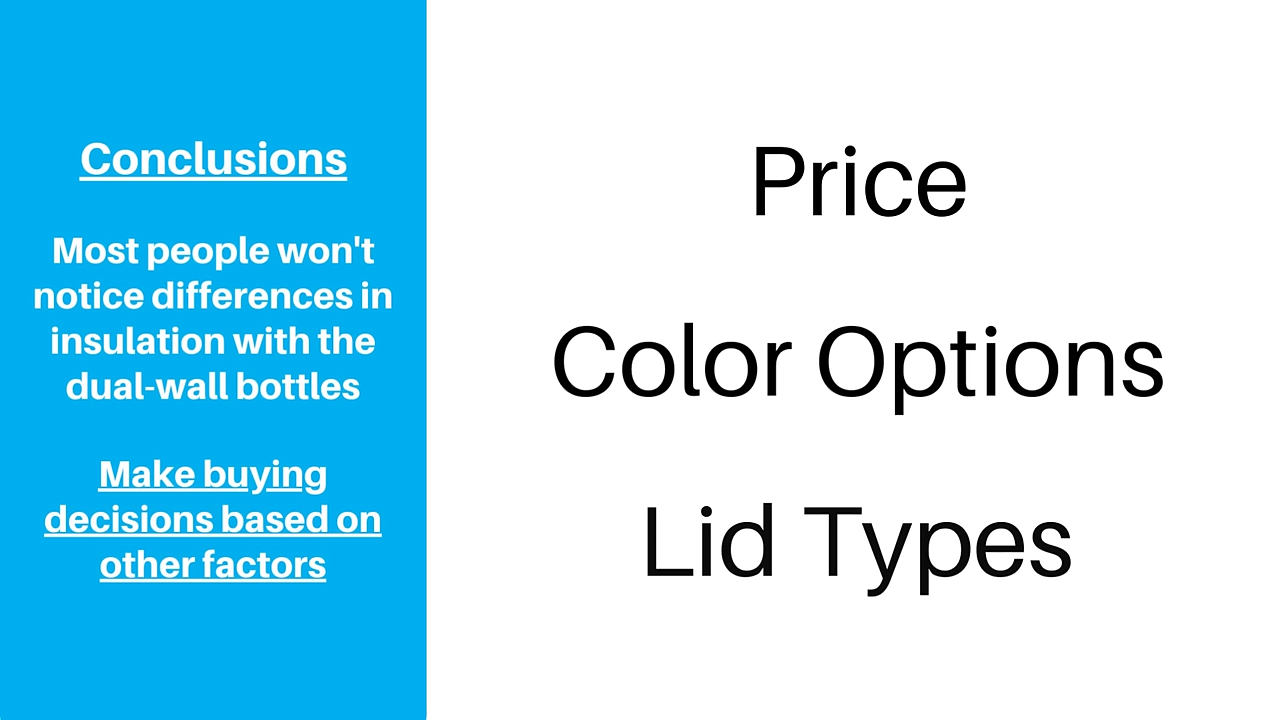 Conclusions
Most people won't
notice differences in
insulation with the
dual-wall bottles
Make buying
decisions based on
other factors
Price
Color Options
Lid Types